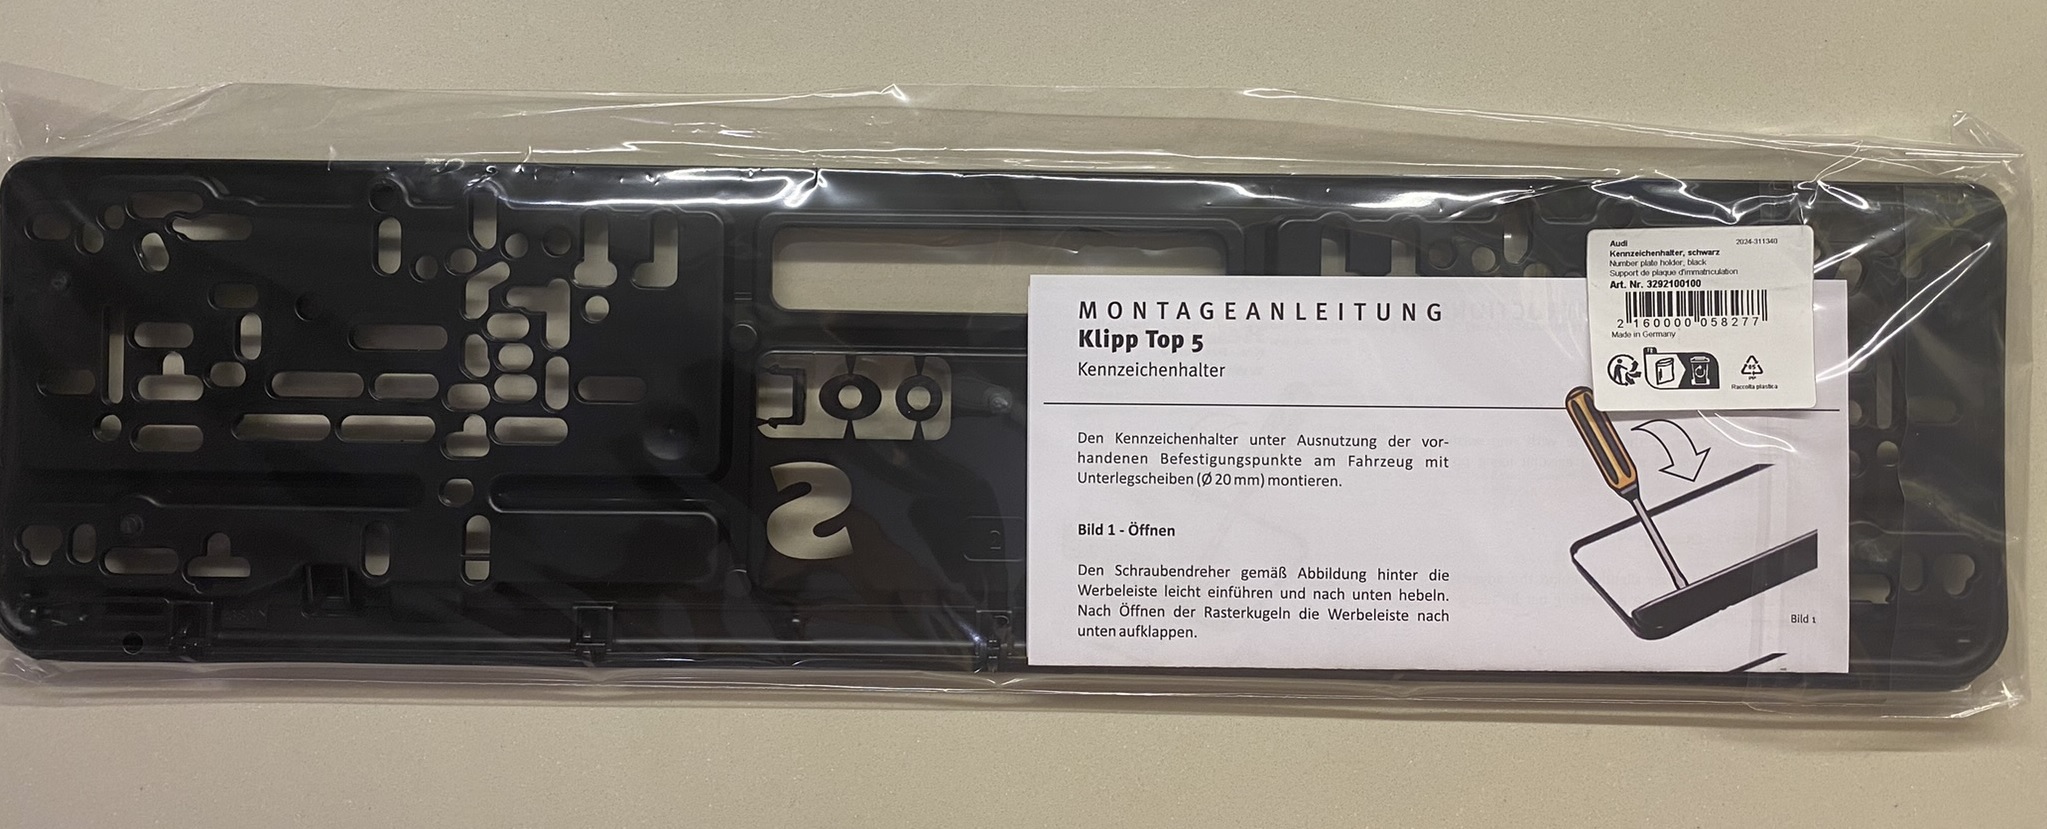 MONTAGEANLEITUNG
Klipp Top 5
Kennzeichenhalter
Den Kennzeichenhalter unter Ausnutzung der vor-
handenen Befestigungspunkte am Fahrzeug mit
Unterlegscheiben (Ø 20 mm) montieren.
Bild 1 - Öffnen
Den Schraubendreher gemäß Abbildung hinter die
Werbeleiste leicht einführen und nach unten hebeln.
Nach Öffnen der Rasterkugeln die Werbeleiste nach
unten aufklappen.
Bild 1
Audi 2024-311340
Kennzeichenhalter, schwarz
Number plate holder, black
Support de plaque d'immatriculation
Art. Nr. 3292100100
2 160000 058277
Made in Germany
05
PP
Raccolta plastica